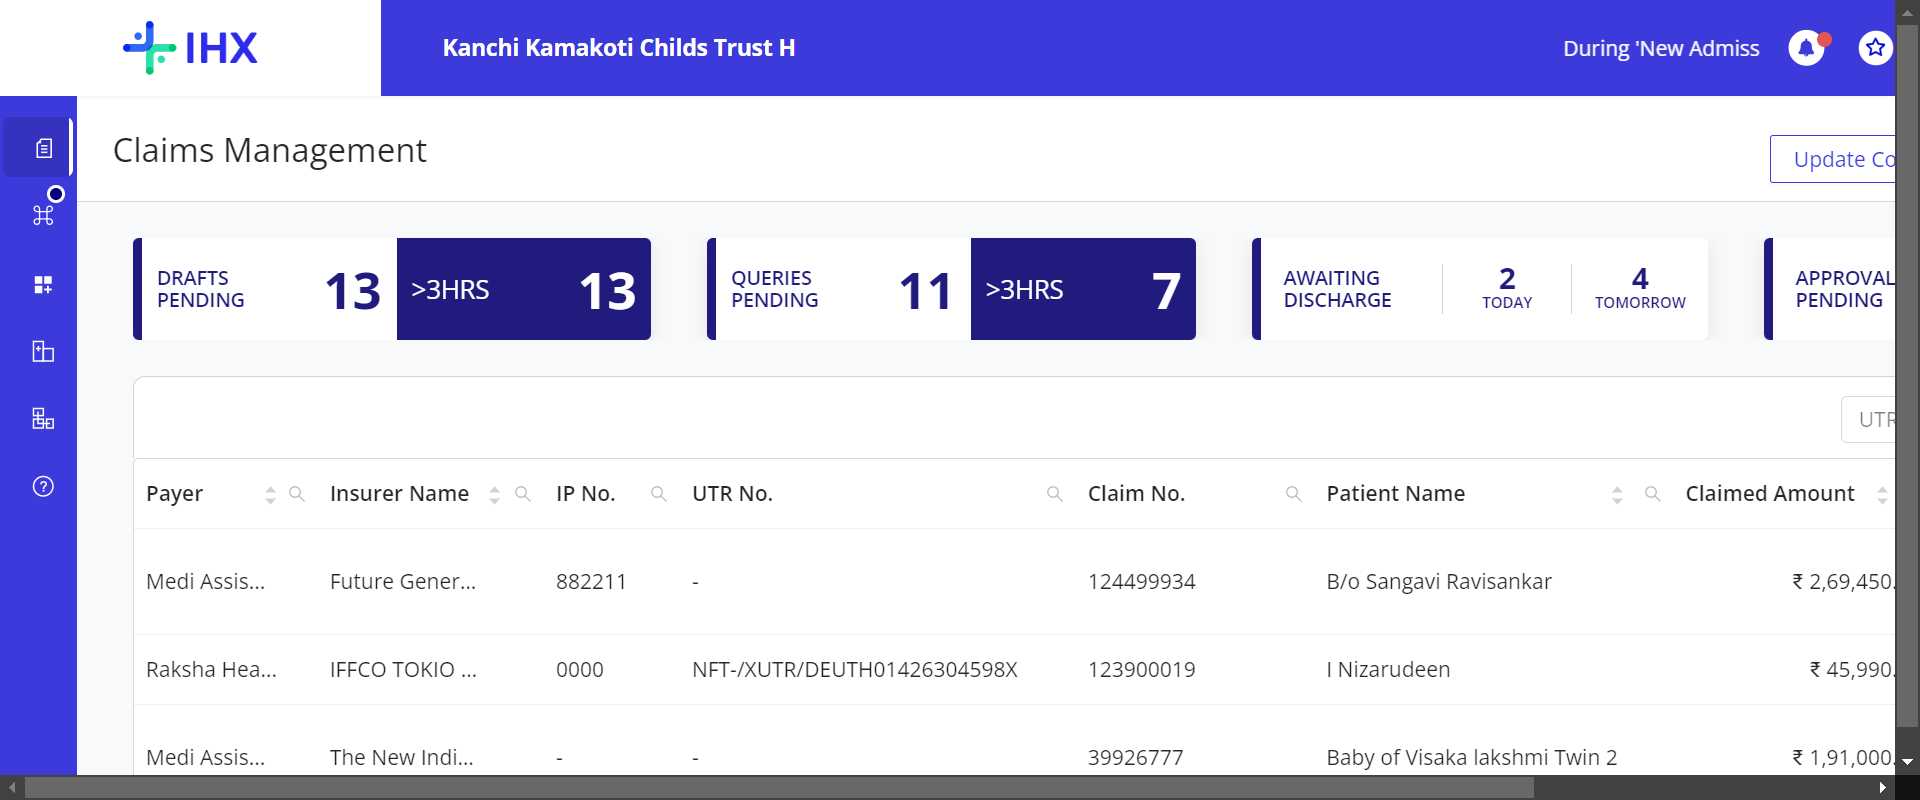 IHX
Kanchi Kamakoti Childs Trust H
During 'New Admiss
Claims Management
Update Co
DRAFTS PENDING 13 >3HRS 13
QUERIES PENDING 11 >3HRS 7
AWAITING DISCHARGE 2 TODAY 4 TOMORROW
APPROVAL PENDING
UTR
Payer Insurer Name IP No. UTR No. Claim No. Patient Name Claimed Amount
Medi Assis... Future Gener... 882211 - 124499934 B/o Sangavi Ravisankar ₹ 2,69,450.
Raksha Hea... IFFCO TOKIO ... 0000 NFT-/XUTR/DEUTH01426304598X 123900019 I Nizarudeen ₹ 45,990.
Medi Assis... The New Indi... - - 39926777 Baby of Visaka lakshmi Twin 2 ₹ 1,91,000.